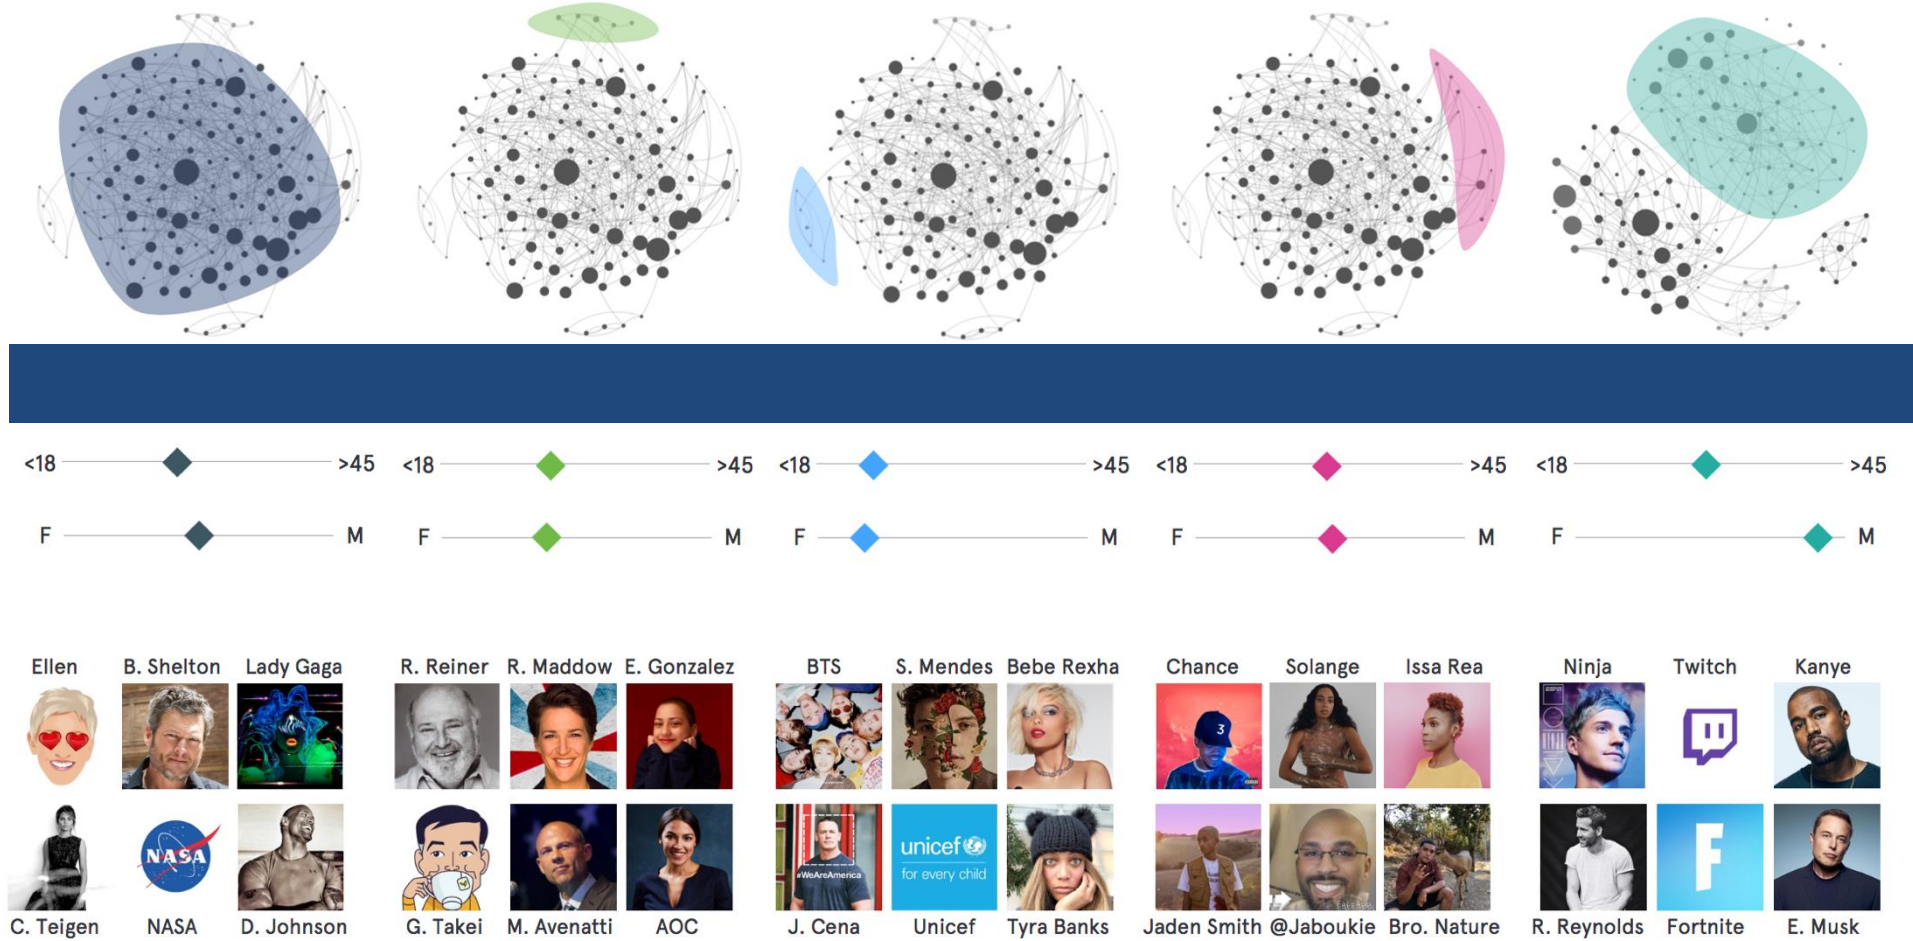 <18 >45 <18 >45 <18 >45 <18 >45 <18 >45
F M F M F M F M F M
Ellen B. Shelton Lady Gaga R. Reiner R. Maddow E. Gonzalez BTS S. Mendes Bebe Rexha Chance Solange Issa Rea Ninja Twitch Kanye
3
NASA
#WeAreAmerica
unicef
for every child
F
C. Teigen NASA D. Johnson G. Takei M. Avenatti AOC J. Cena Unicef Tyra Banks Jaden Smith @Jaboukie Bro. Nature R. Reynolds Fortnite E. Musk